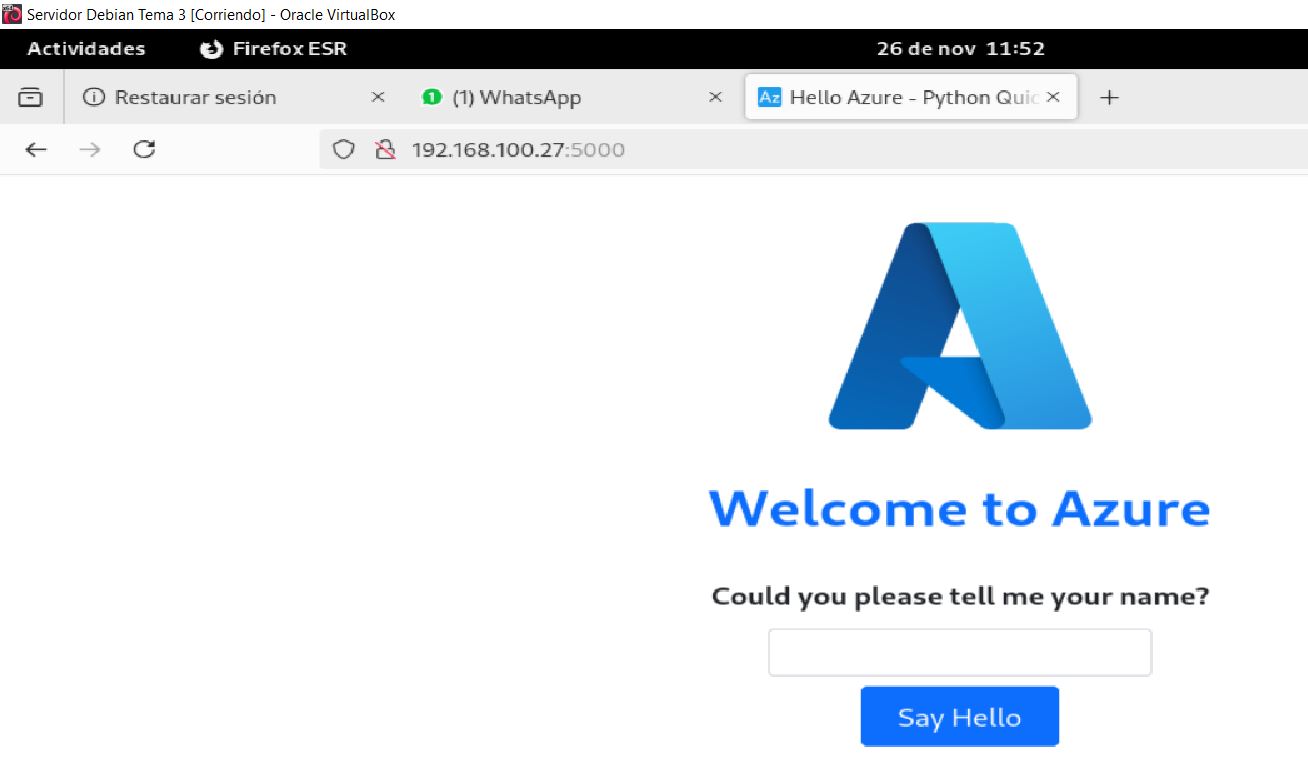 Servidor Debian Tema 3 [Corriendo] - Oracle VirtualBox
Actividades Firefox ESR 26 de nov 11:52
Restaurar sesión (1) WhatsApp Az Hello Azure - Python Quic
192.168.100.27:5000
Welcome to Azure
Could you please tell me your name?
Say Hello